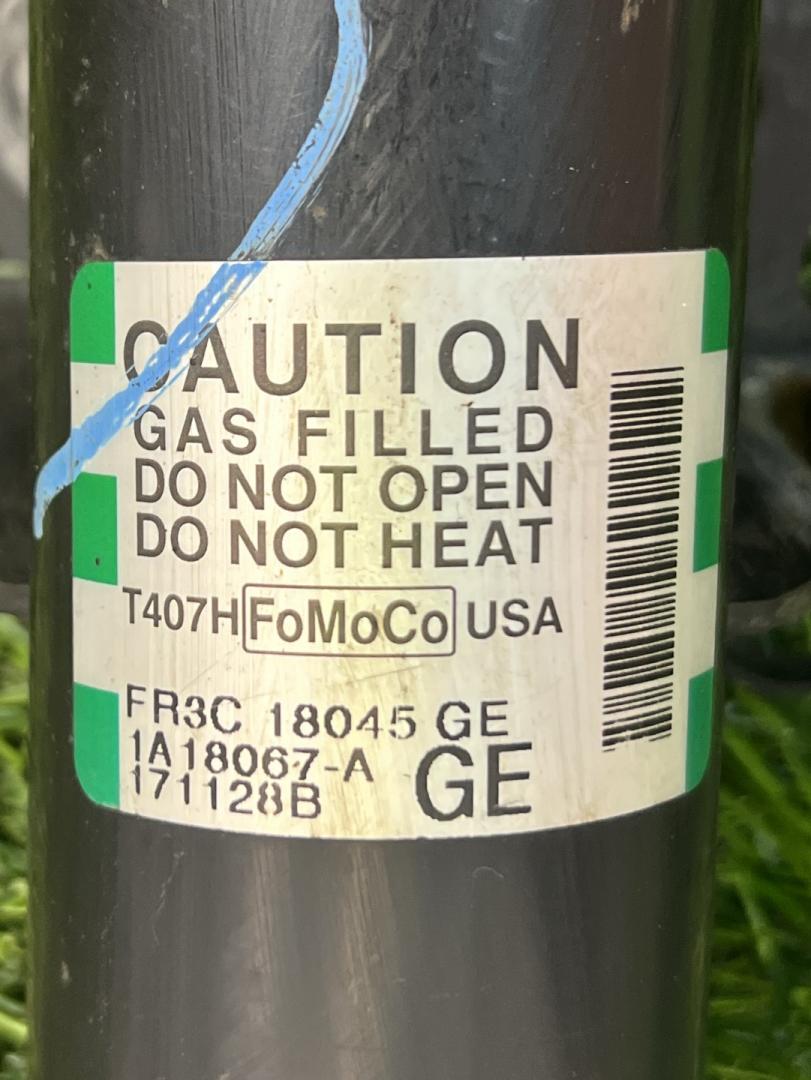 CAUTION
GAS FILLED
DO NOT OPEN
DO NOT HEAT
T407H FoMoCo USA
FR3C 18045 GE
1A18067-A GE
171128B